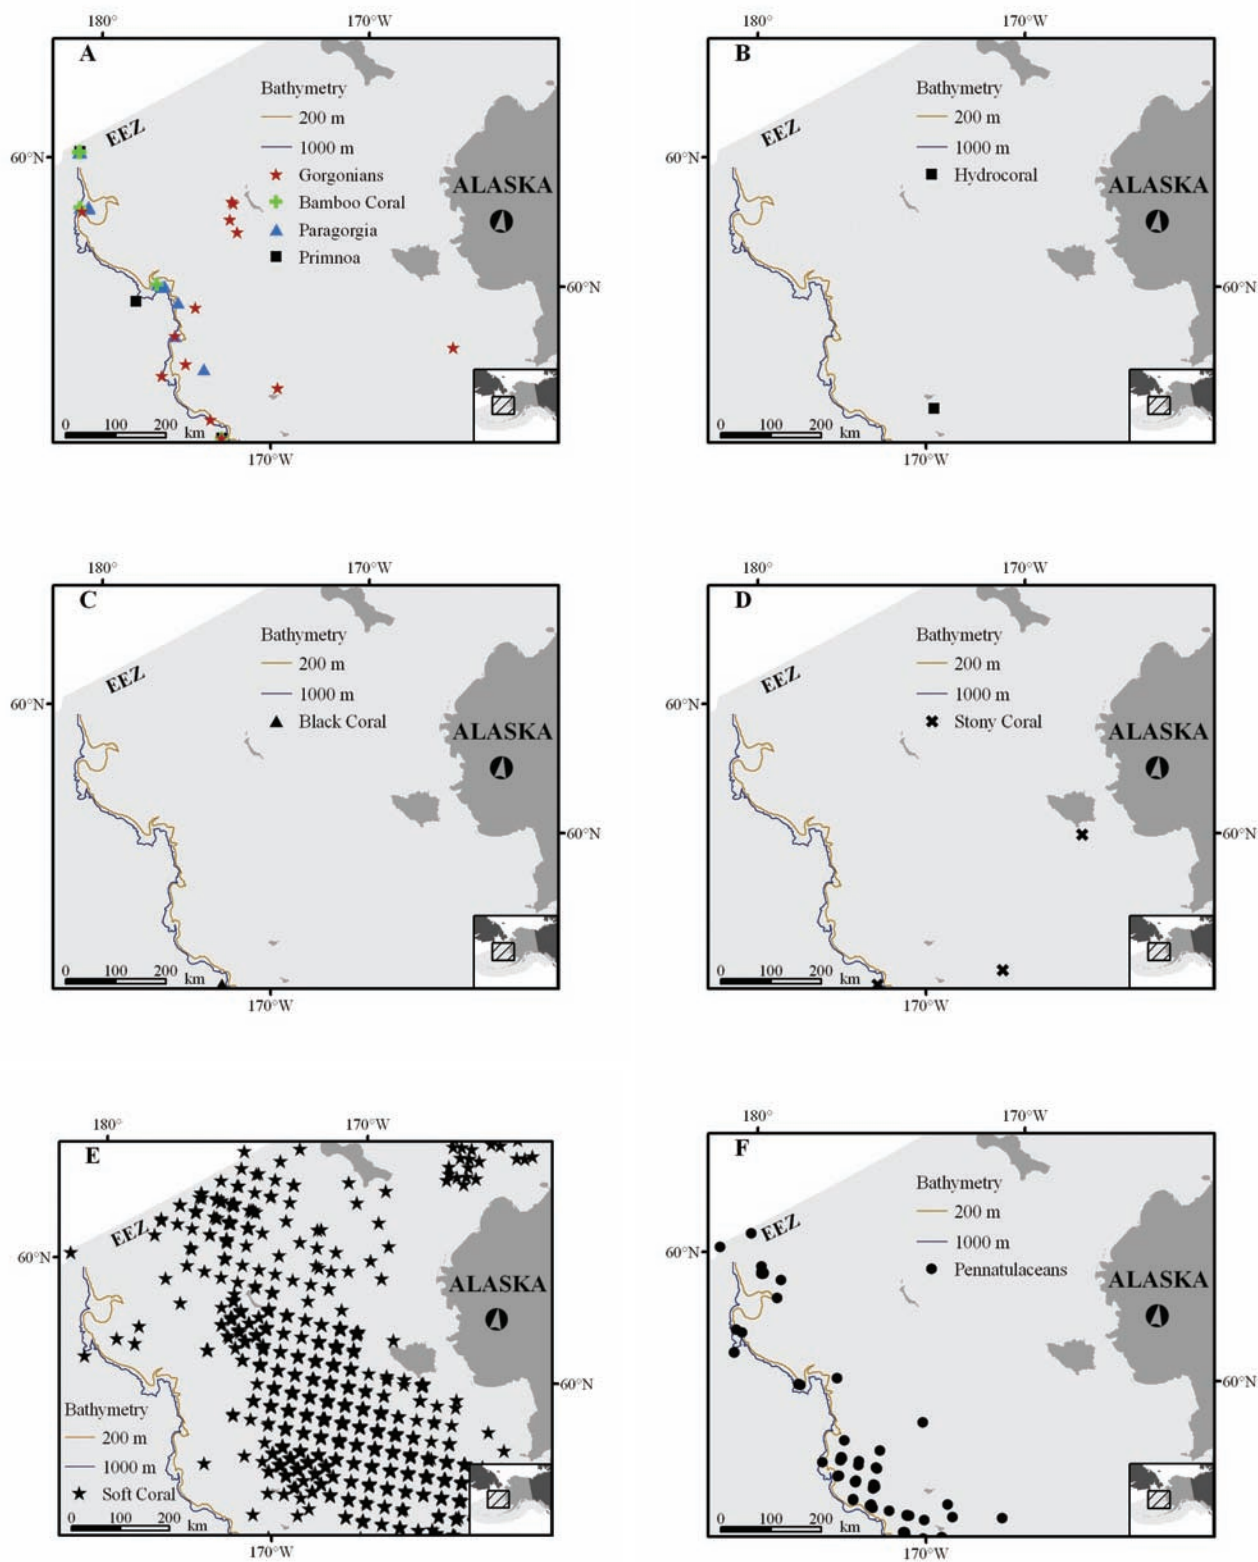 180° 170°W
A
Bathymetry
200 m
1000 m
Gorgonians
Bamboo Coral
Paragorgia
Primnoa
EEZ
60°N
ALASKA
60°N
0 100 200
km
170°W
180° 170°W
B
Bathymetry
200 m
1000 m
Hydrocoral
EEZ
60°N
ALASKA
60°N
0 100 200
km
170°W
180° 170°W
C
Bathymetry
200 m
1000 m
Black Coral
EEZ
60°N
ALASKA
60°N
0 100 200
km
170°W
180° 170°W
D
Bathymetry
200 m
1000 m
Stony Coral
EEZ
60°N
ALASKA
60°N
0 100 200
km
170°W
180° 170°W
E
EEZ
60°N
ALASKA
60°N
Bathymetry
200 m
1000 m
Soft Coral
0 100 200
km
170°W
180° 170°W
F
Bathymetry
200 m
1000 m
Pennatulaceans
EEZ
60°N
ALASKA
60°N
0 100 200
km
170°W